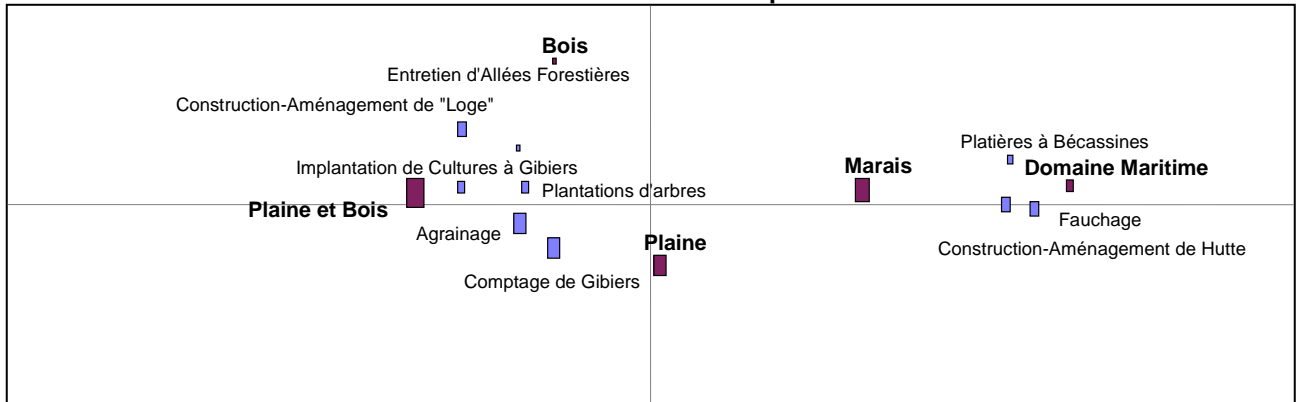 Bois
Entretien d'Allées Forestières
Construction-Aménagement de "Loge"
Platières à Bécassines
Implantation de Cultures à Gibiers
Marais
Domaine Maritime
Plantations d'arbres
Plaine et Bois
Fauchage
Agrainage
Plaine
Construction-Aménagement de Hutte
Comptage de Gibiers